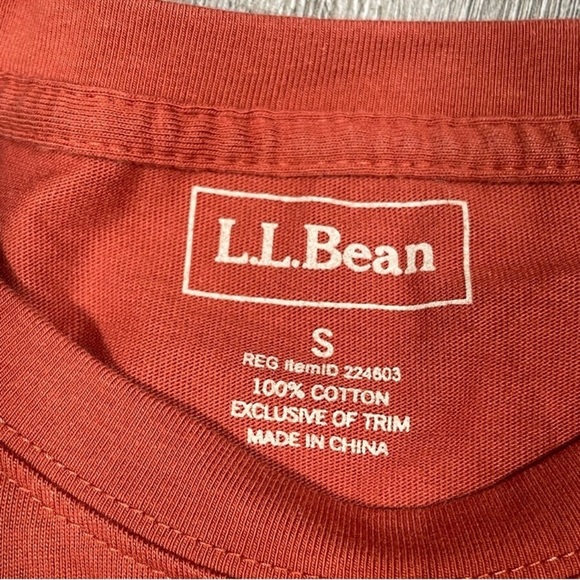 L.L.Bean
S
REG ItemID 224603
100% COTTON
EXCLUSIVE OF TRIM
MADE IN CHINA